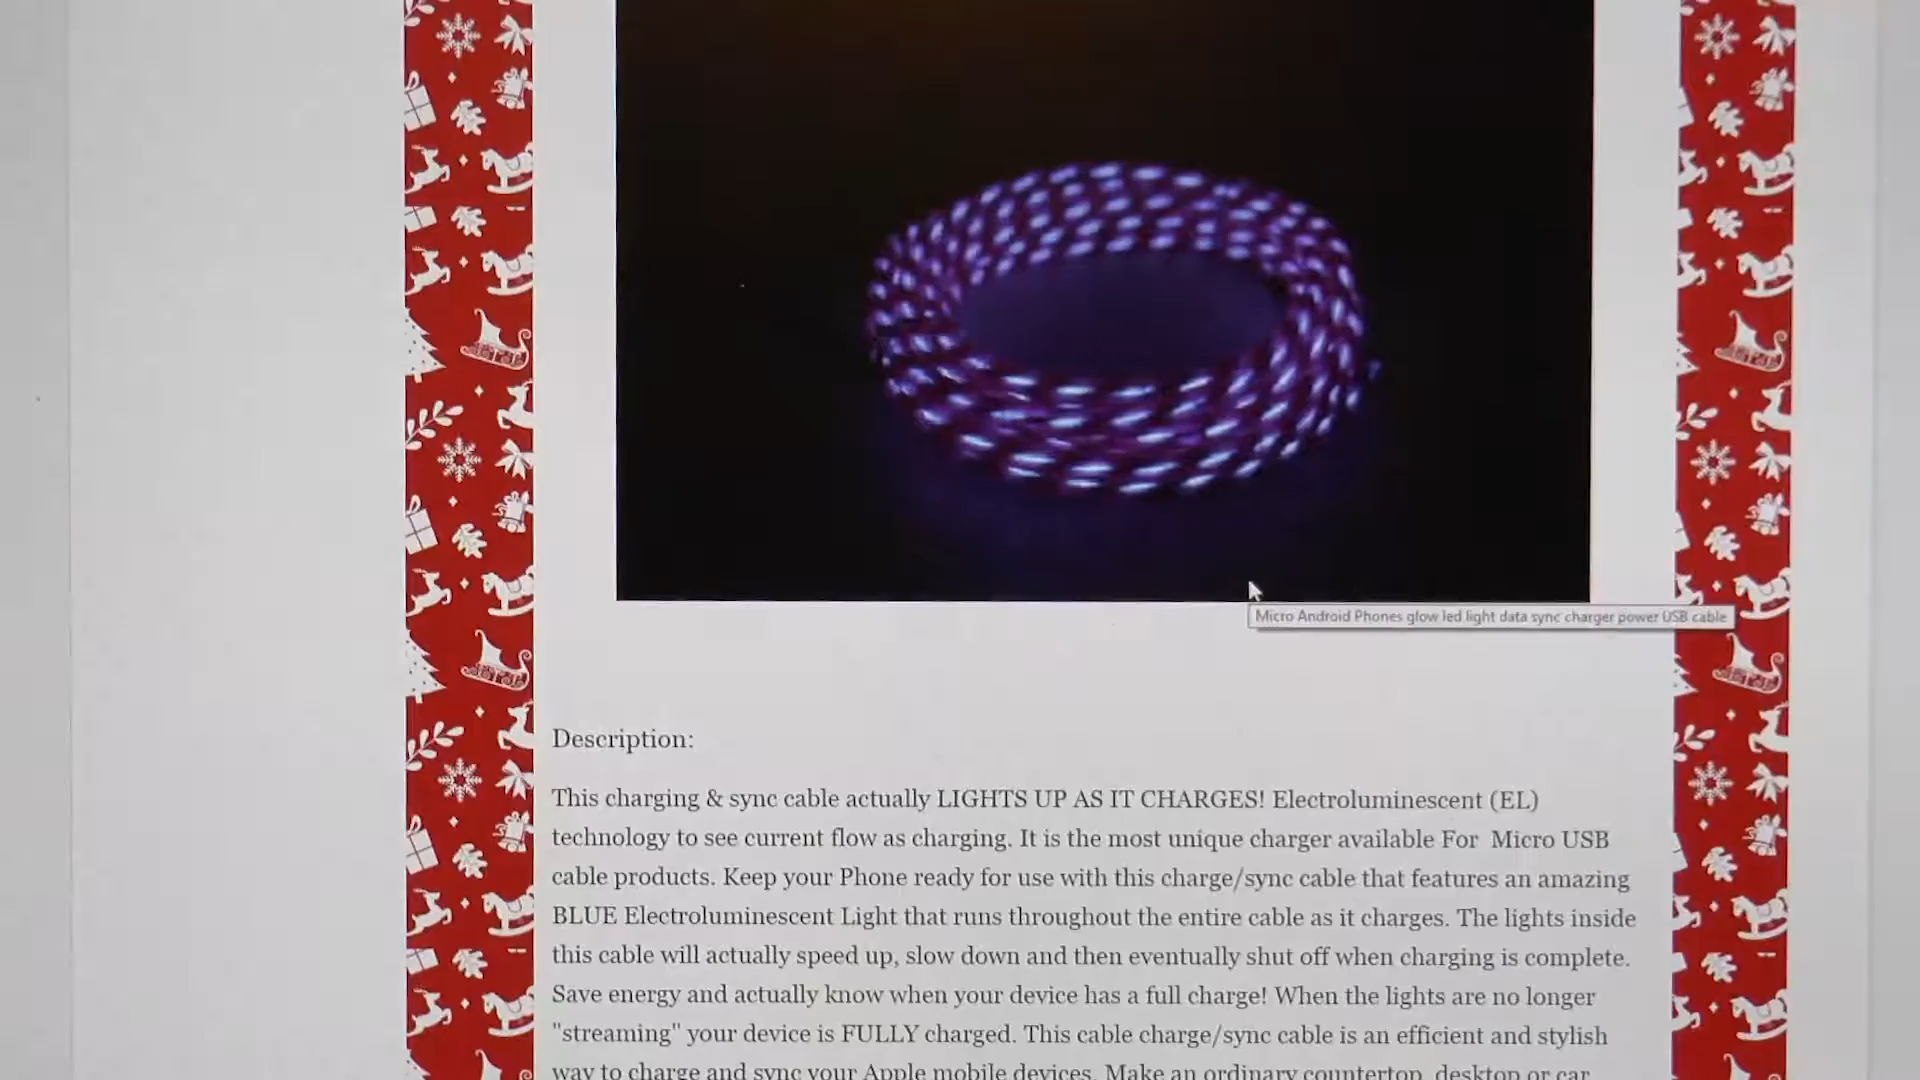 Micro Android Phones glow led light data sync charger power USB cable
Description:
This charging & sync cable actually LIGHTS UP AS IT CHARGES! Electroluminescent (EL)
technology to see current flow as charging. It is the most unique charger available For  Micro USB
cable products. Keep your Phone ready for use with this charge/sync cable that features an amazing
BLUE Electroluminescent Light that runs throughout the entire cable as it charges. The lights inside
this cable will actually speed up, slow down and then eventually shut off when charging is complete.
Save energy and actually know when your device has a full charge! When the lights are no longer
"streaming" your device is FULLY charged. This cable charge/sync cable is an efficient and stylish
way to charge and sync your Apple mobile devices. Make an ordinary countertop, desktop or car